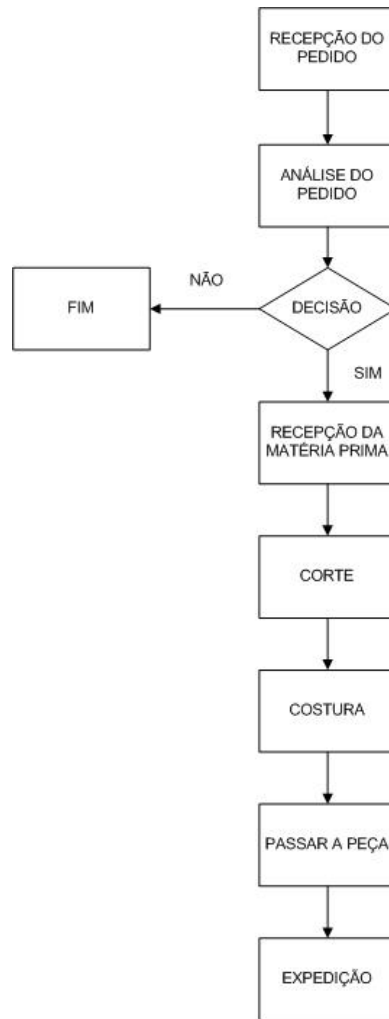 RECEPÇÃO DO
PEDIDO
ANÁLISE DO
PEDIDO
NÃO
FIM
DECISÃO
SIM
RECEPÇÃO DA
MATÉRIA PRIMA
CORTE
COSTURA
PASSAR A PEÇA
EXPEDIÇÃO